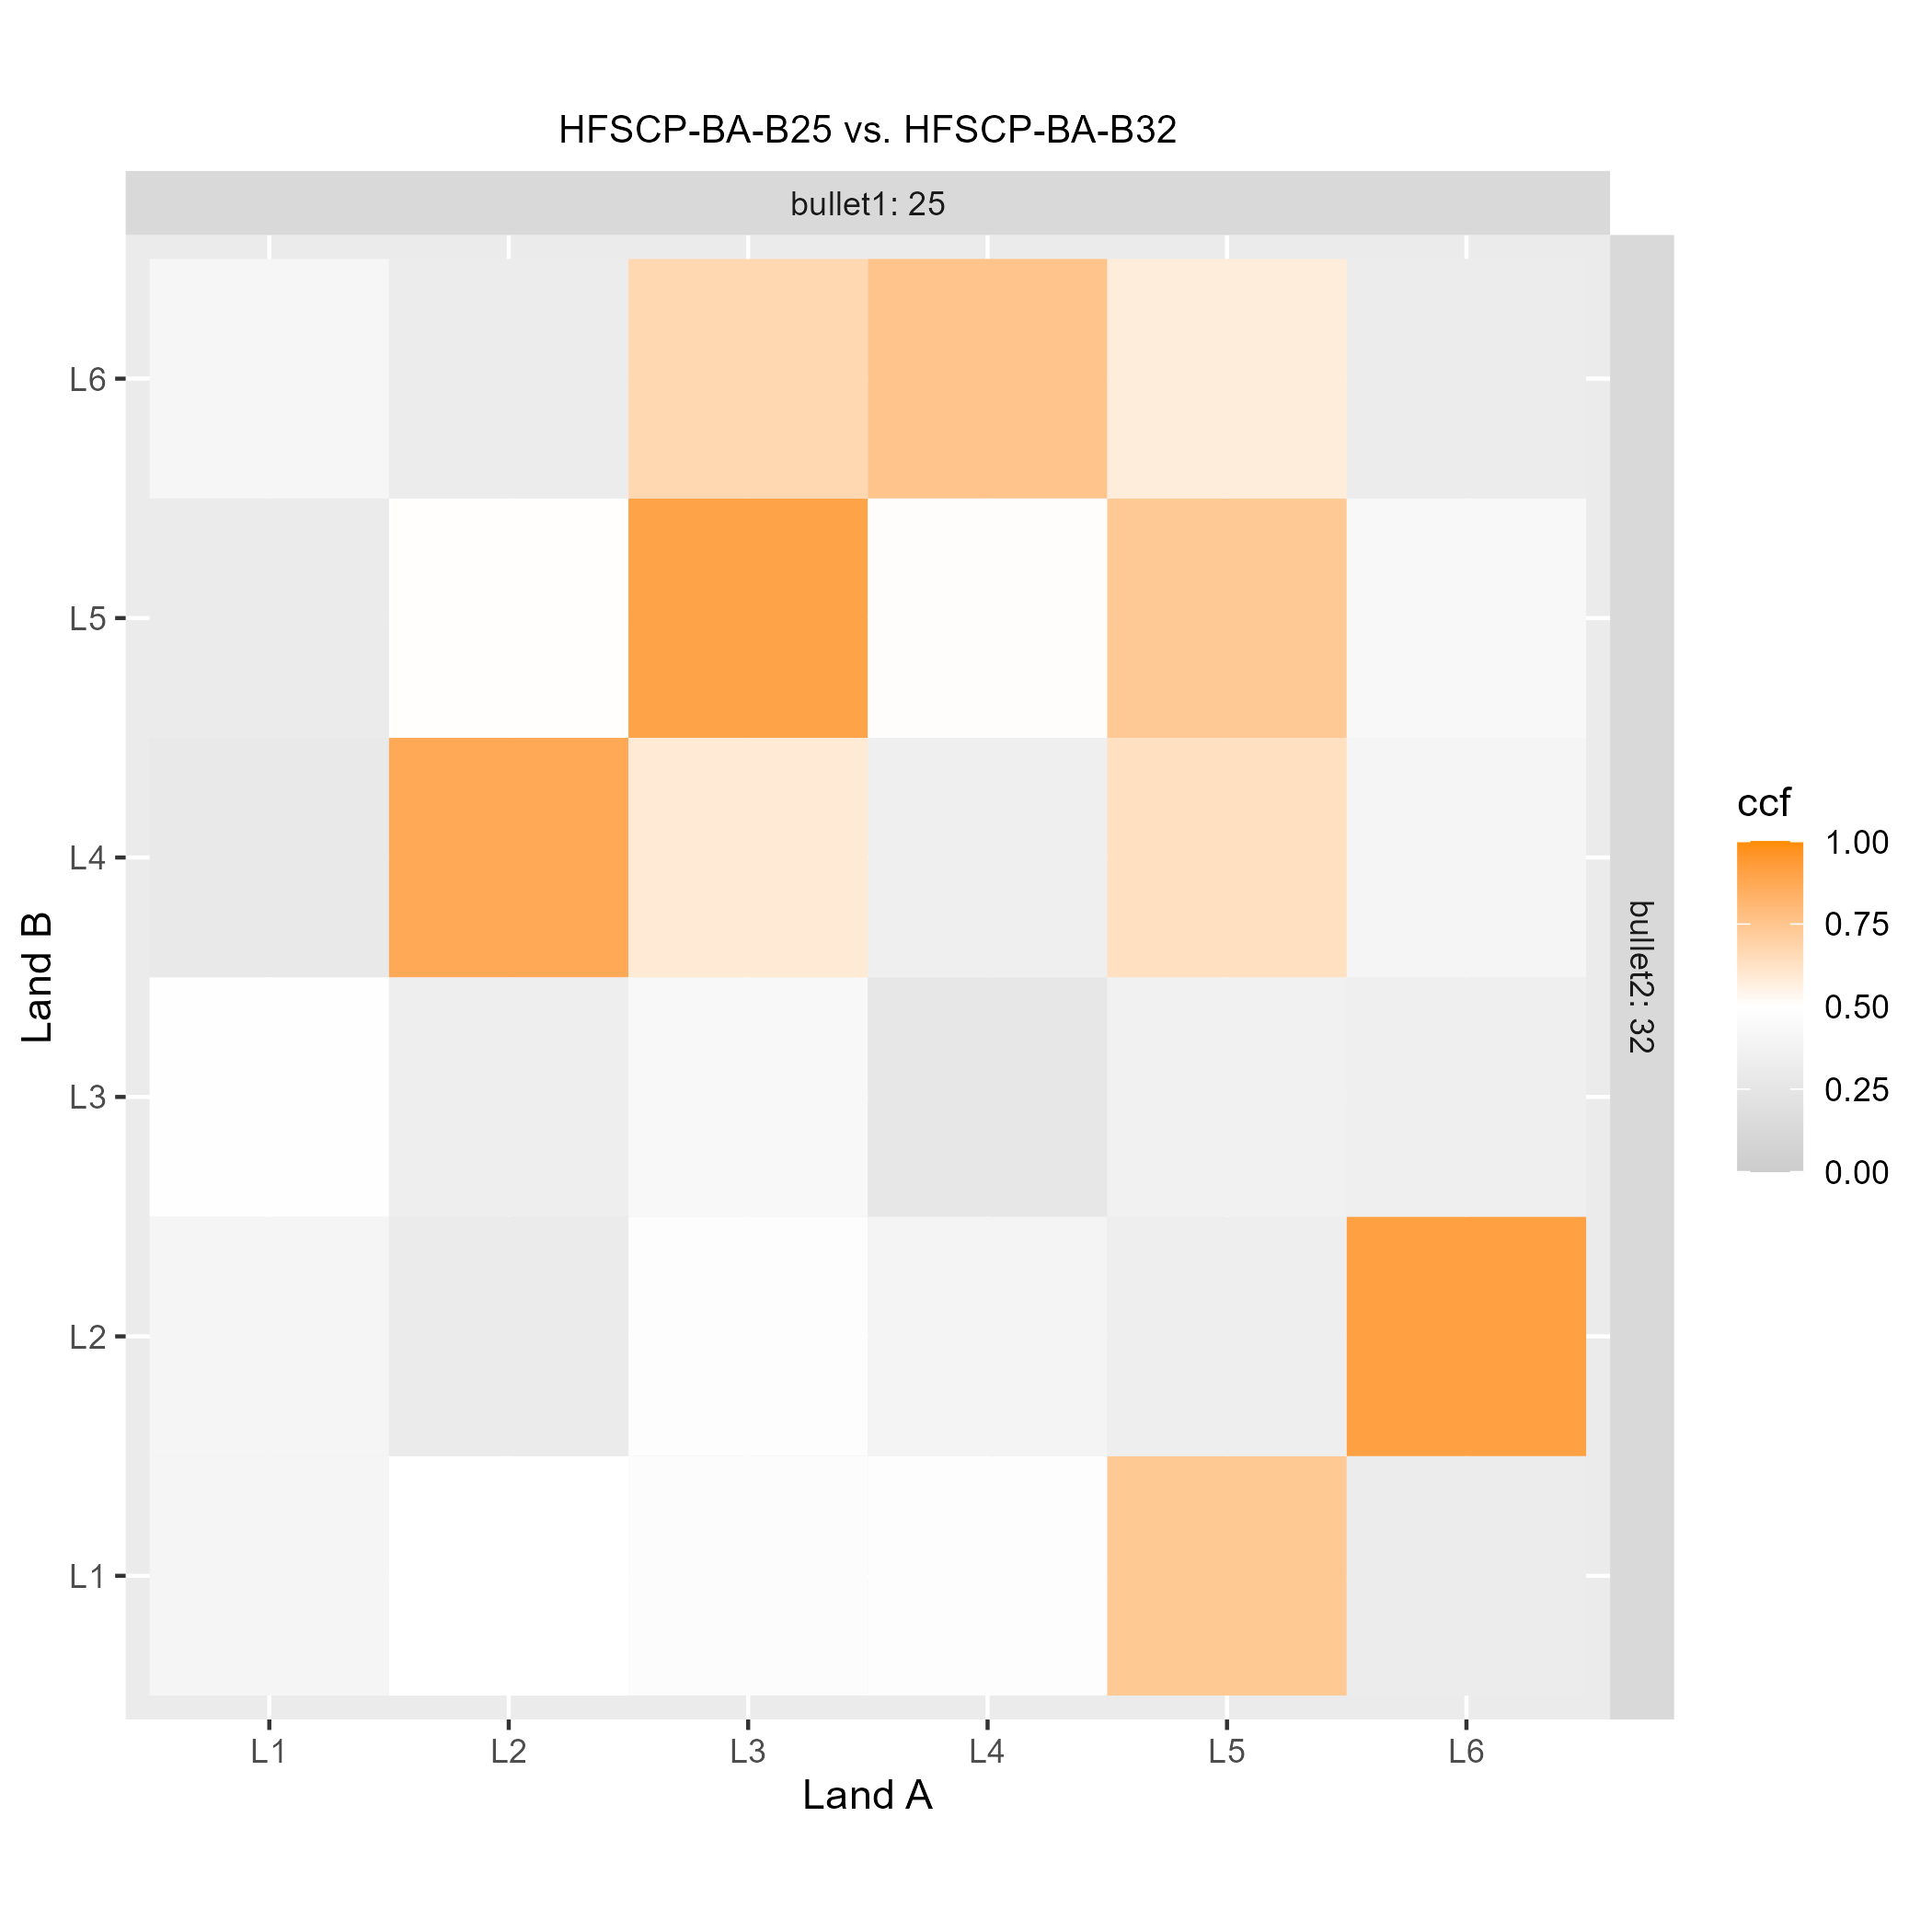 HFSCP-BA-B25 vs. HFSCP-BA-B32
bullet1: 25
L6
L5
L4
L3
L2
L1
Land B
bullet2: 32
ccf
1.00
0.75
0.50
0.25
0.00
L1 L2 L3 L4 L5 L6
Land A